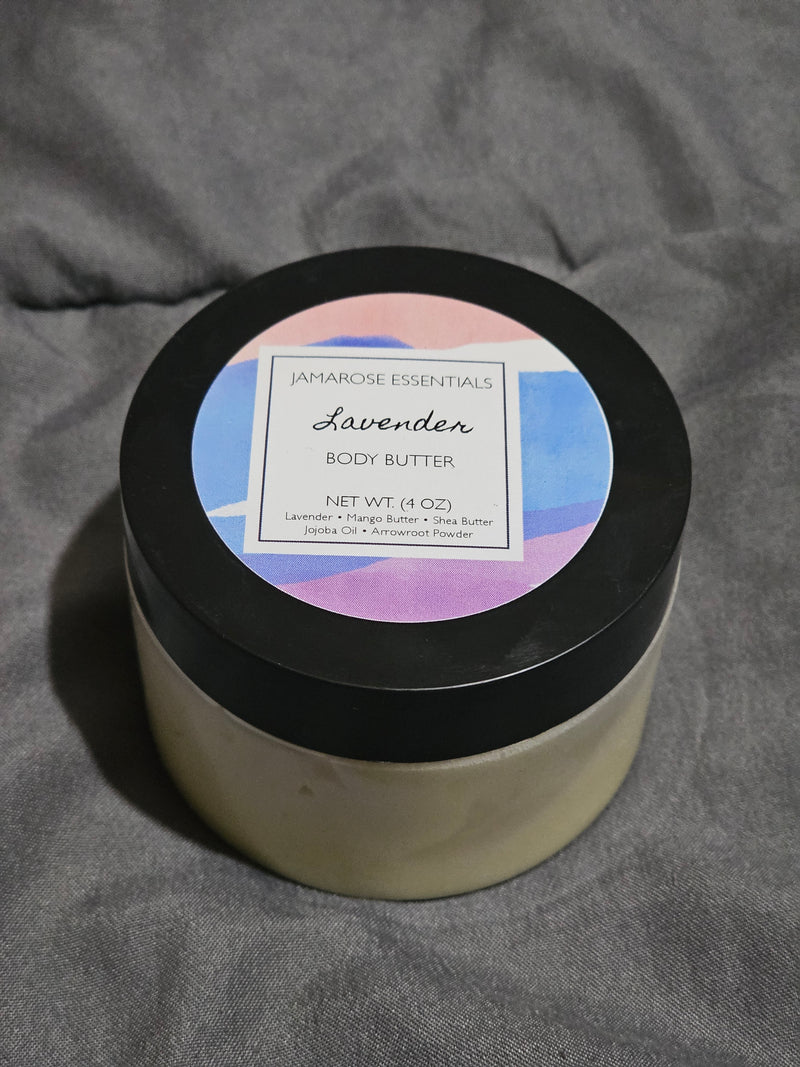 JAMAROSE ESSENTIALS
Lavender
BODY BUTTER
NET WT. (4 OZ)
Lavender • Mango Butter • Shea Butter
Jojoba Oil • Arrowroot Powder